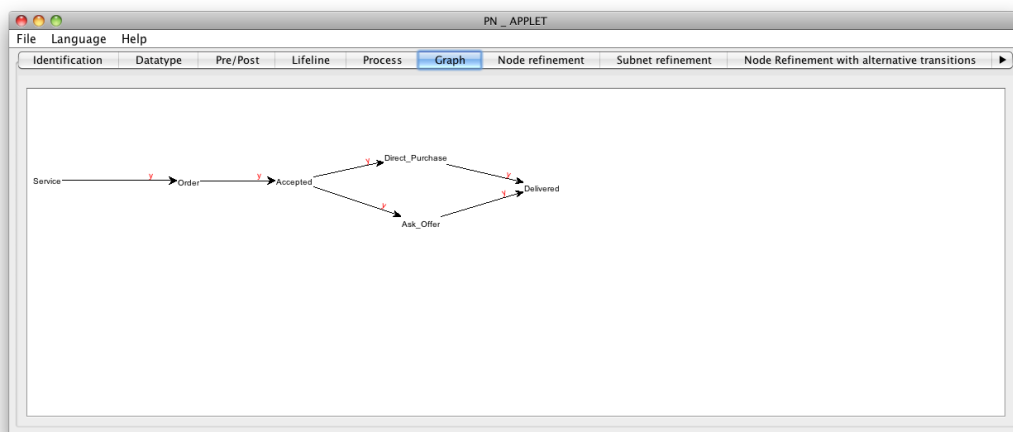 PN _ APPLET
File Language Help
Identification Datatype Pre/Post Lifeline Process Graph Node refinement Subnet refinement Node Refinement with alternative transitions
Direct_Purchase
y y
Service y Order y Accepted Delivered
y y
Ask_Offer